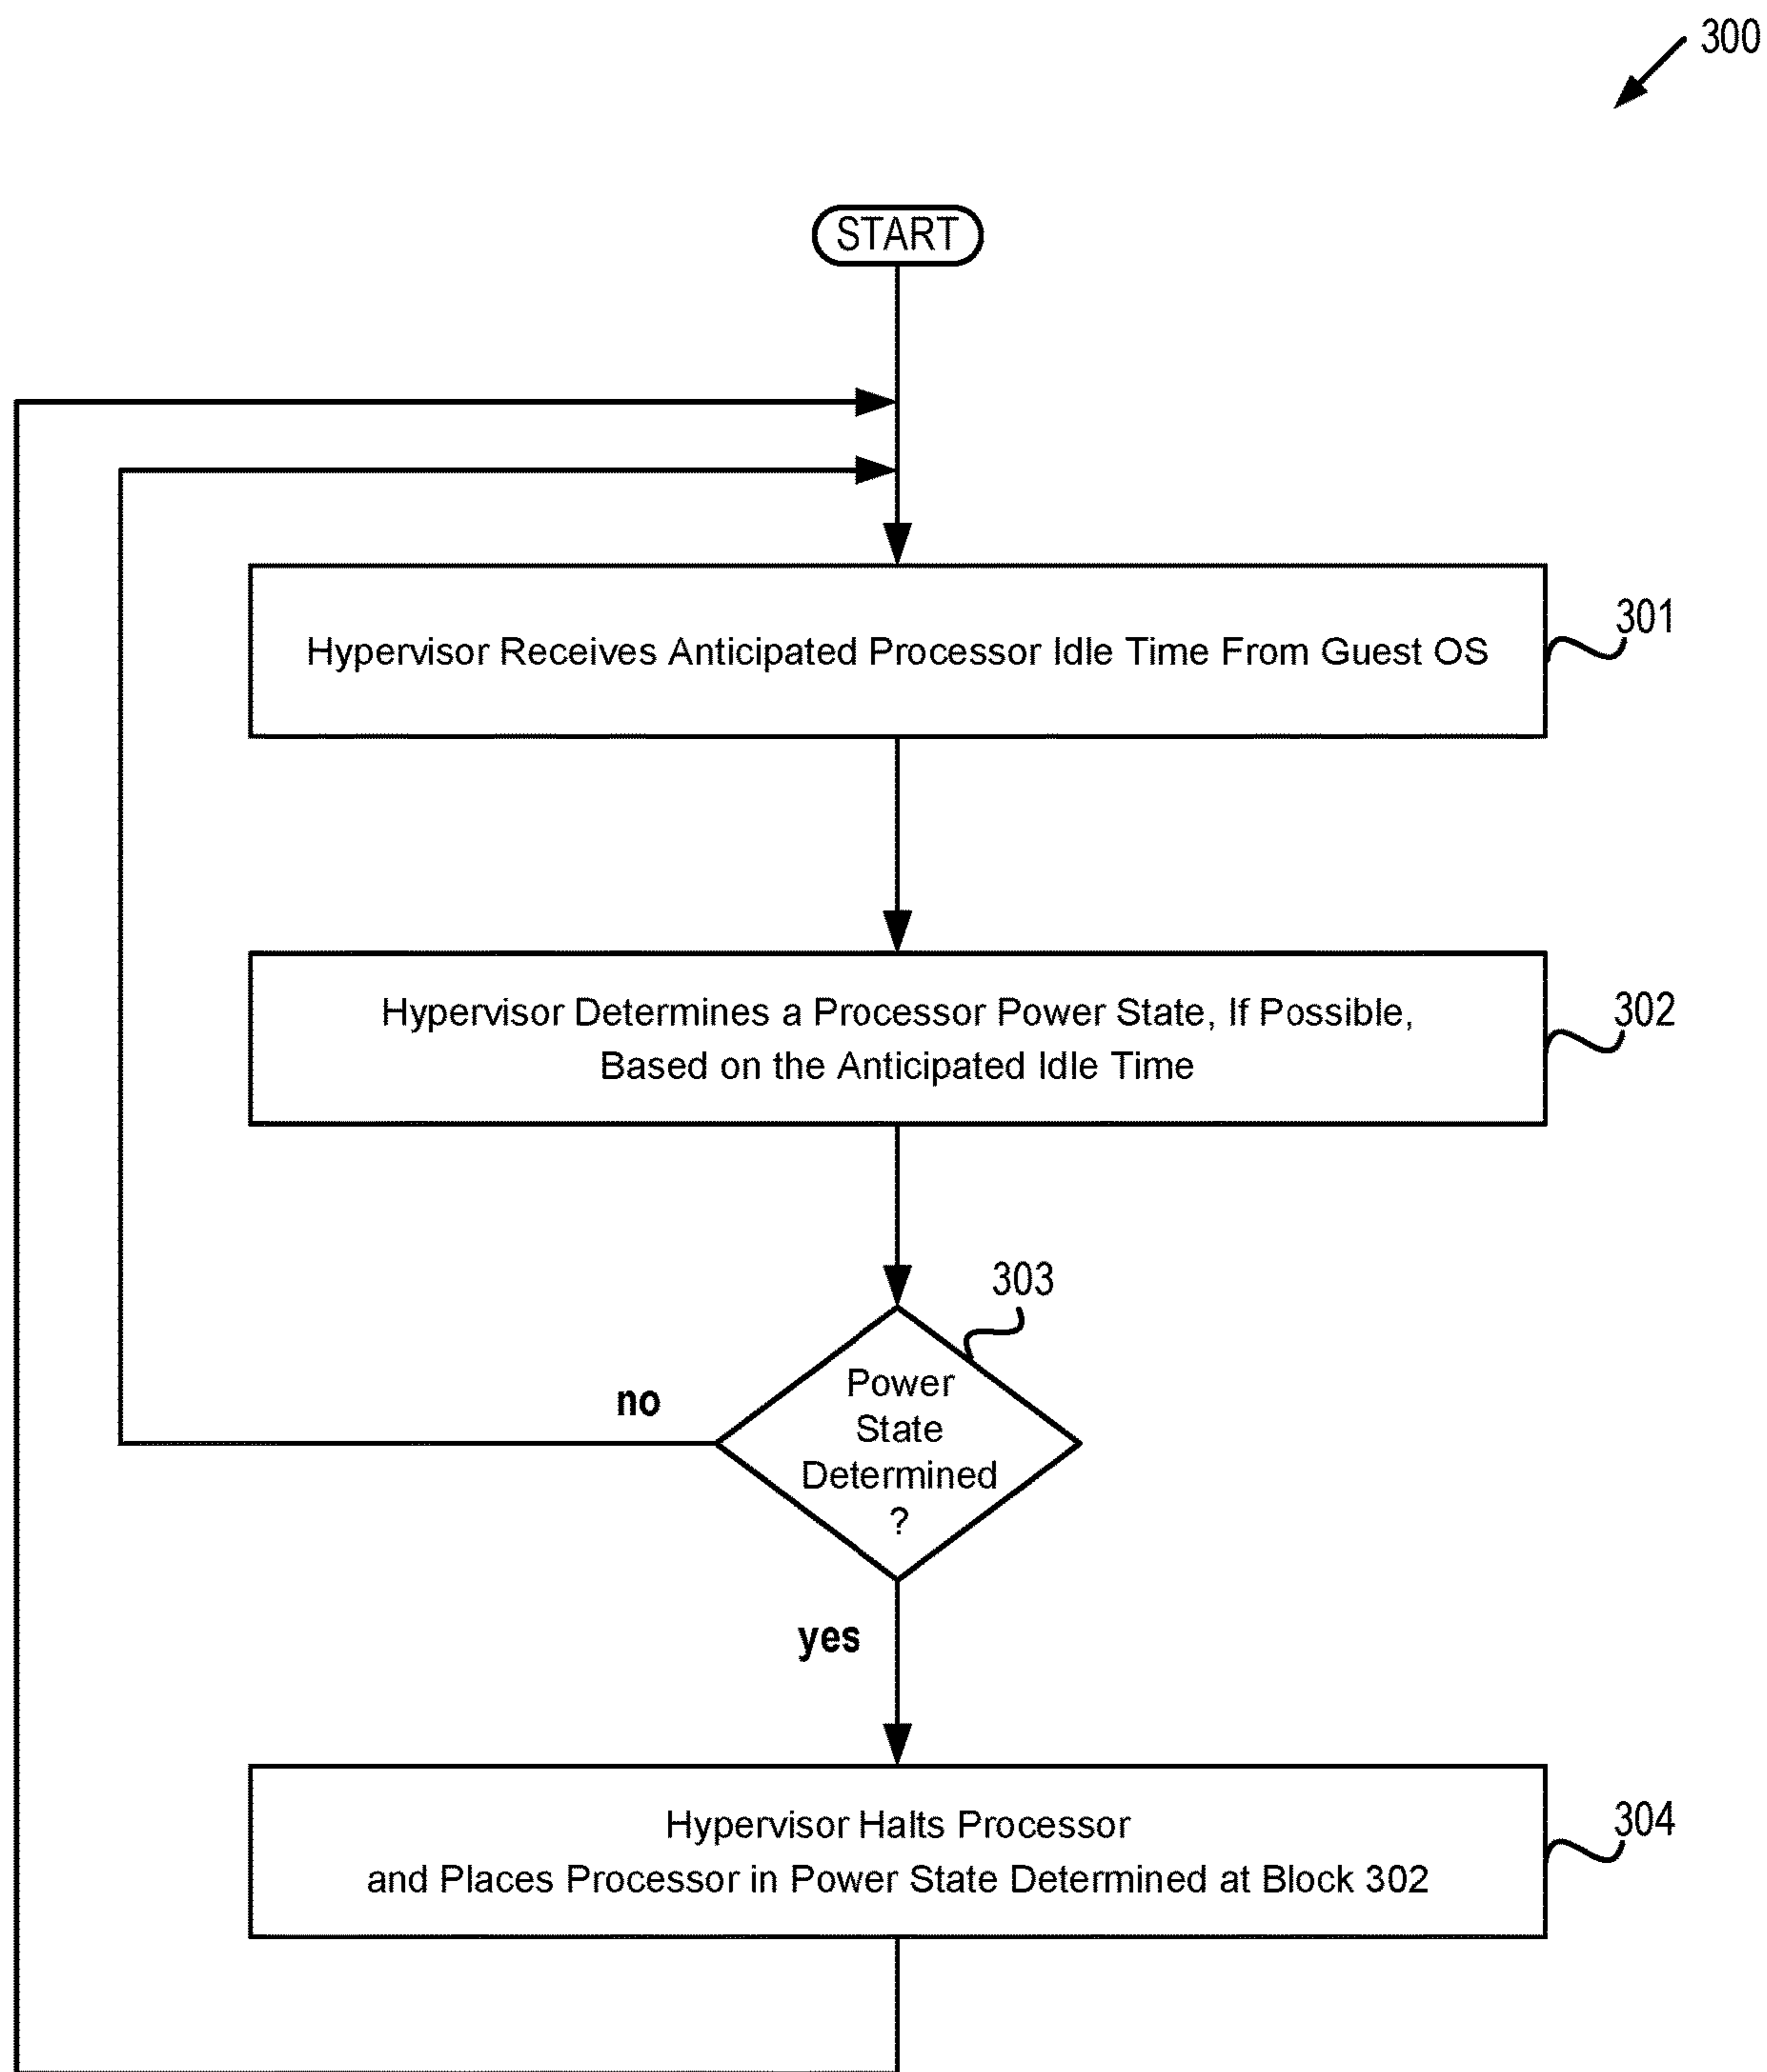 300
START
Hypervisor Receives Anticipated Processor Idle Time From Guest OS
301
Hypervisor Determines a Processor Power State, If Possible,
Based on the Anticipated Idle Time
302
303
Power
State
Determined
?
no
yes
Hypervisor Halts Processor
and Places Processor in Power State Determined at Block 302
304